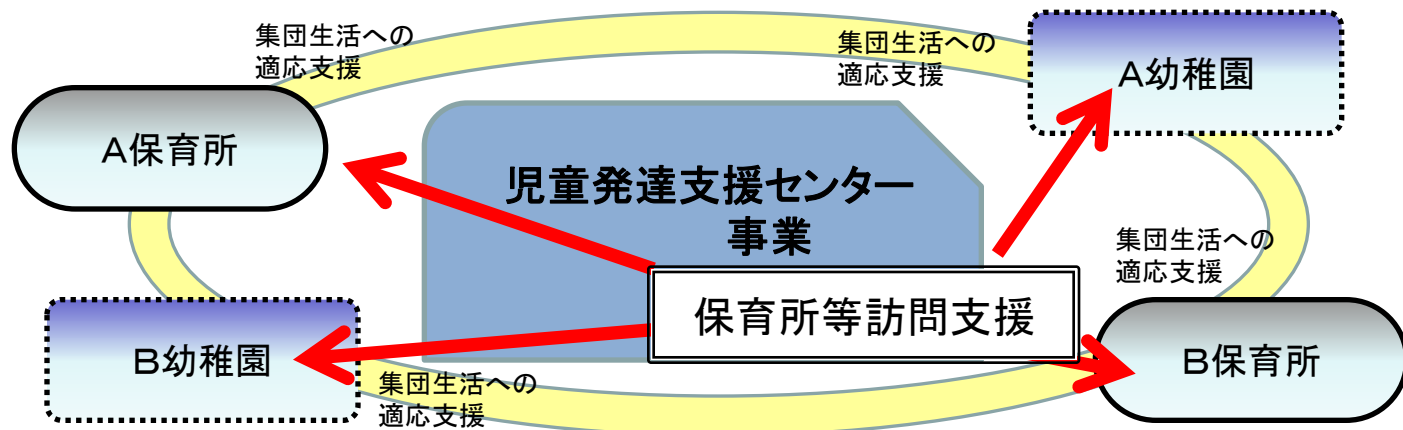 集団生活への
適応支援
集団生活への
適応支援
A幼稚園
A保育所
児童発達支援センター
事業
集団生活への
適応支援
保育所等訪問支援
B幼稚園
B保育所
集団生活への
適応支援